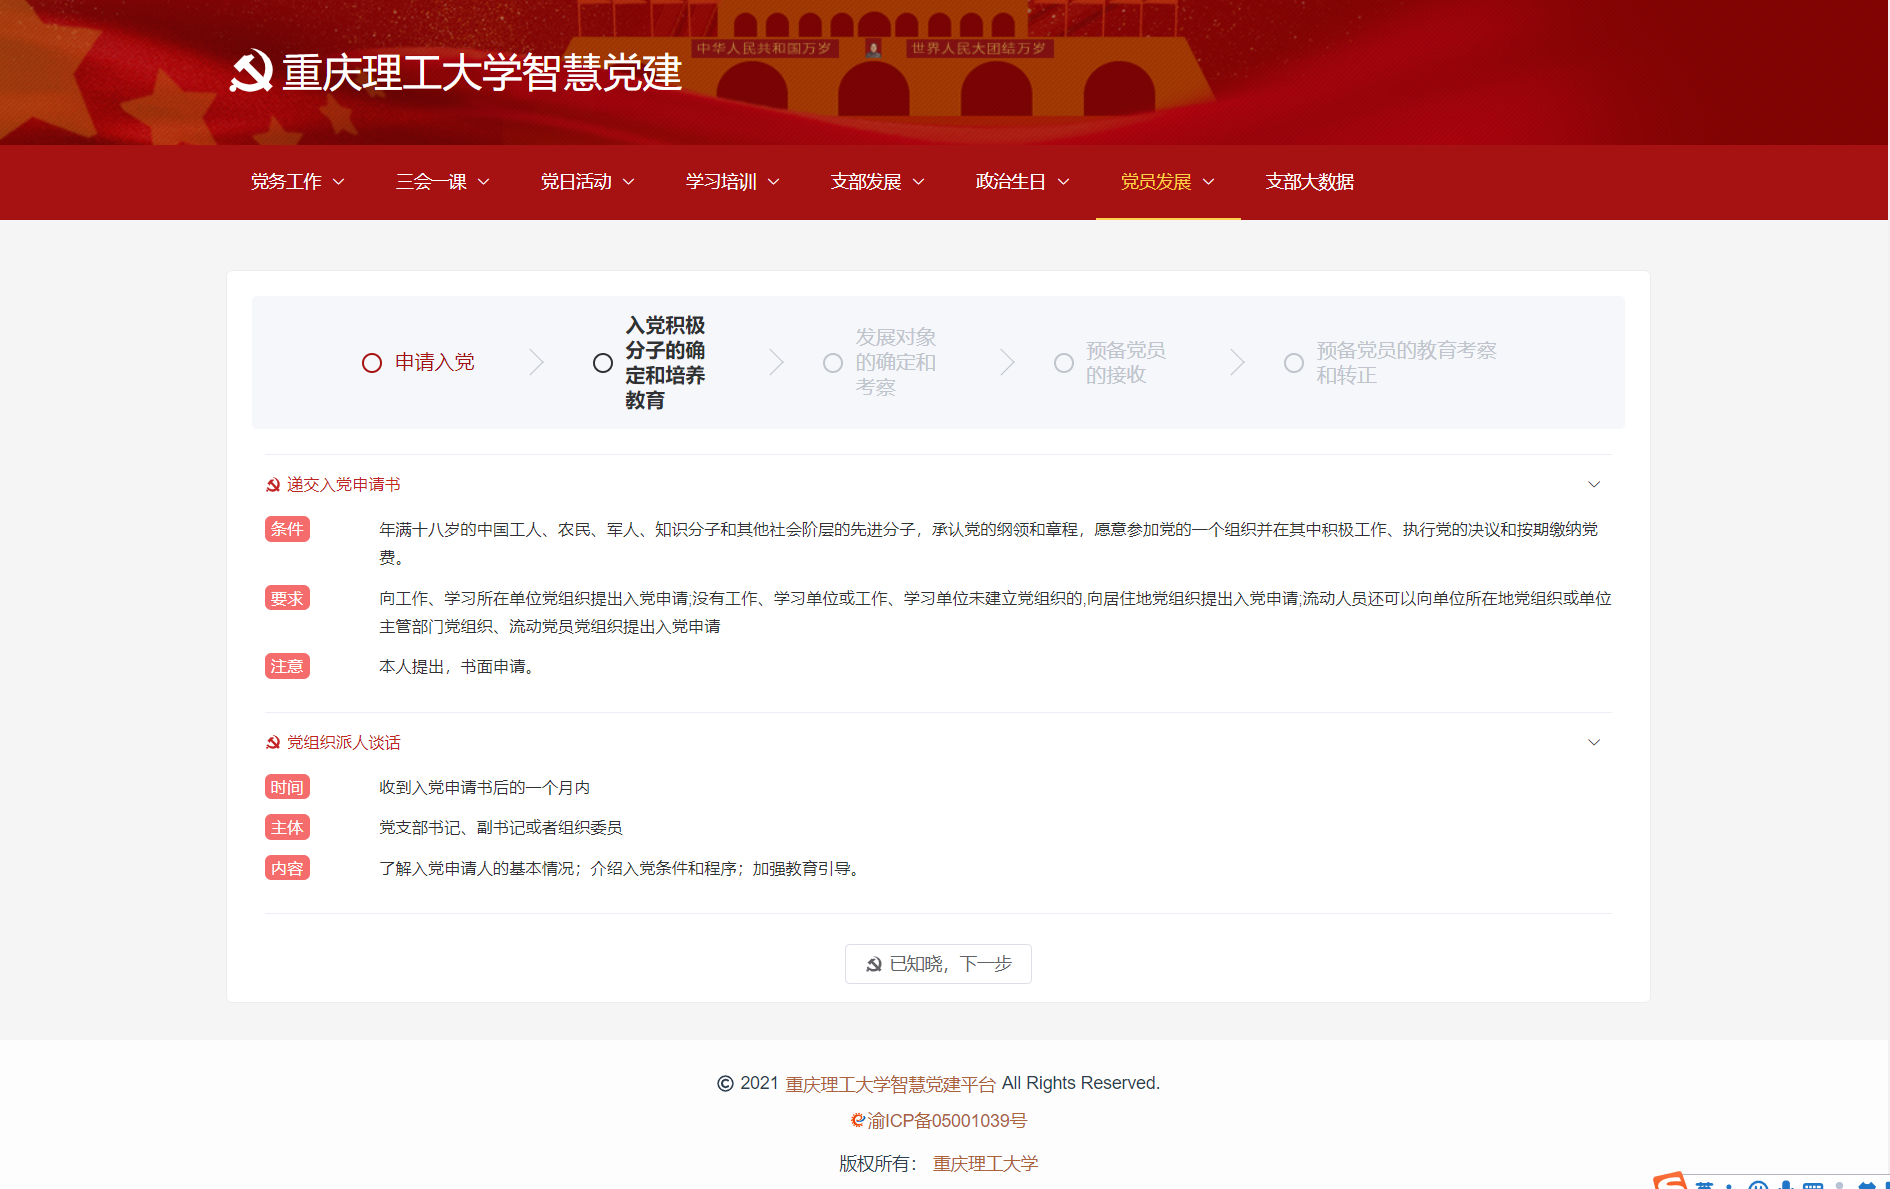 中华人民共和国万岁
世界人民大团结万岁
重庆理工大学智慧党建
党务工作
三会一课
党日活动
学习培训
支部发展
政治生日
党员发展
支部大数据
申请入党
入党积极
分子的确
定和培养
教育
发展对象
的确定和
考察
预备党员
的接收
预备党员的教育考察
和转正
递交入党申请书
条件
年满十八岁的中国工人、农民、军人、知识分子和其他社会阶层的先进分子，承认党的纲领和章程，愿意参加党的一个组织并在其中积极工作、执行党的决议和按期缴纳党
费。
要求
向工作、学习所在单位党组织提出入党申请;没有工作、学习单位或工作、学习单位未建立党组织的,向居住地党组织提出入党申请;流动人员还可以向单位所在地党组织或单位
主管部门党组织、流动党员党组织提出入党申请
注意
本人提出，书面申请。
党组织派人谈话
时间
收到入党申请书后的一个月内
主体
党支部书记、副书记或者组织委员
内容
了解入党申请人的基本情况；介绍入党条件和程序；加强教育引导。
已知晓，下一步
© 2021 重庆理工大学智慧党建平台 All Rights Reserved.
渝ICP备05001039号
版权所有： 重庆理工大学